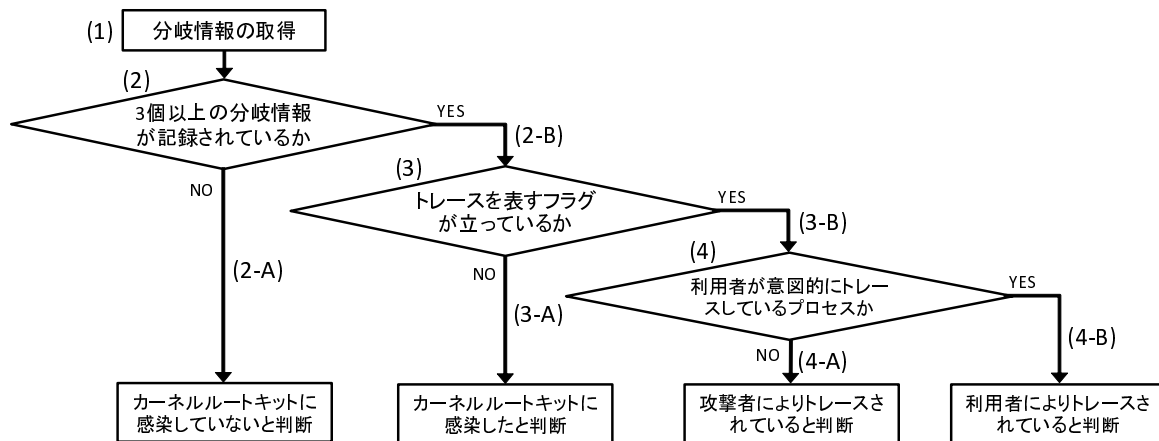 (1)
分岐情報の取得
(2)
3個以上の分岐情報
が記録されているか
YES
(2-B)
NO
(2-A)
(3)
トレースを表すフラグ
が立っているか
YES
(3-B)
NO
(3-A)
(4)
利用者が意図的にトレー
スしているプロセスか
YES
(4-B)
NO
(4-A)
カーネルルートキットに
感染していないと判断
カーネルルートキットに
感染したと判断
攻撃者によりトレースさ
れていると判断
利用者によりトレースさ
れていると判断